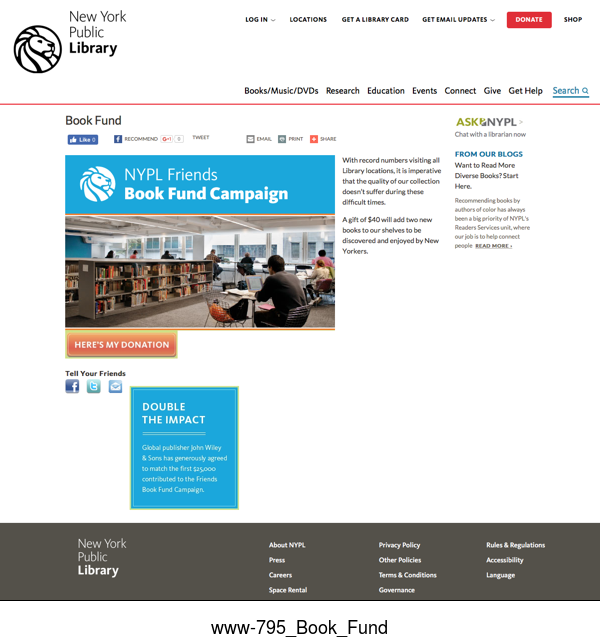 New York
Public
Library
LOG IN
LOCATIONS
GET A LIBRARY CARD
GET EMAIL UPDATES
DONATE
SHOP
Books/Music/DVDs Research Education Events Connect Give Get Help Search
Book Fund
Like 0
RECOMMEND
G+1 0
TWEET
EMAIL
PRINT
SHARE
NYPL Friends
Book Fund Campaign
With record numbers visiting all
Library locations, it is imperative
that the quality of our collection
doesn't suffer during these
difficult times.
A gift of $40 will add two new
books to our shelves to be
discovered and enjoyed by New
Yorkers.
ASK NYPL >
Chat with a librarian now
FROM OUR BLOGS
Want to Read More
Diverse Books? Start
Here.
Recommending books by
authors of color has always
been a big priority of NYPL's
Readers Services unit, where
our job is to help connect
people READ MORE ›
HERE'S MY DONATION
Tell Your Friends
DOUBLE
THE IMPACT
Global publisher John Wiley
& Sons has generously agreed
to match the first $25,000
contributed to the Friends
Book Fund Campaign.
New York
Public
Library
About NYPL
Press
Careers
Space Rental
Privacy Policy
Other Policies
Terms & Conditions
Governance
Rules & Regulations
Accessibility
Language
www-795_Book_Fund